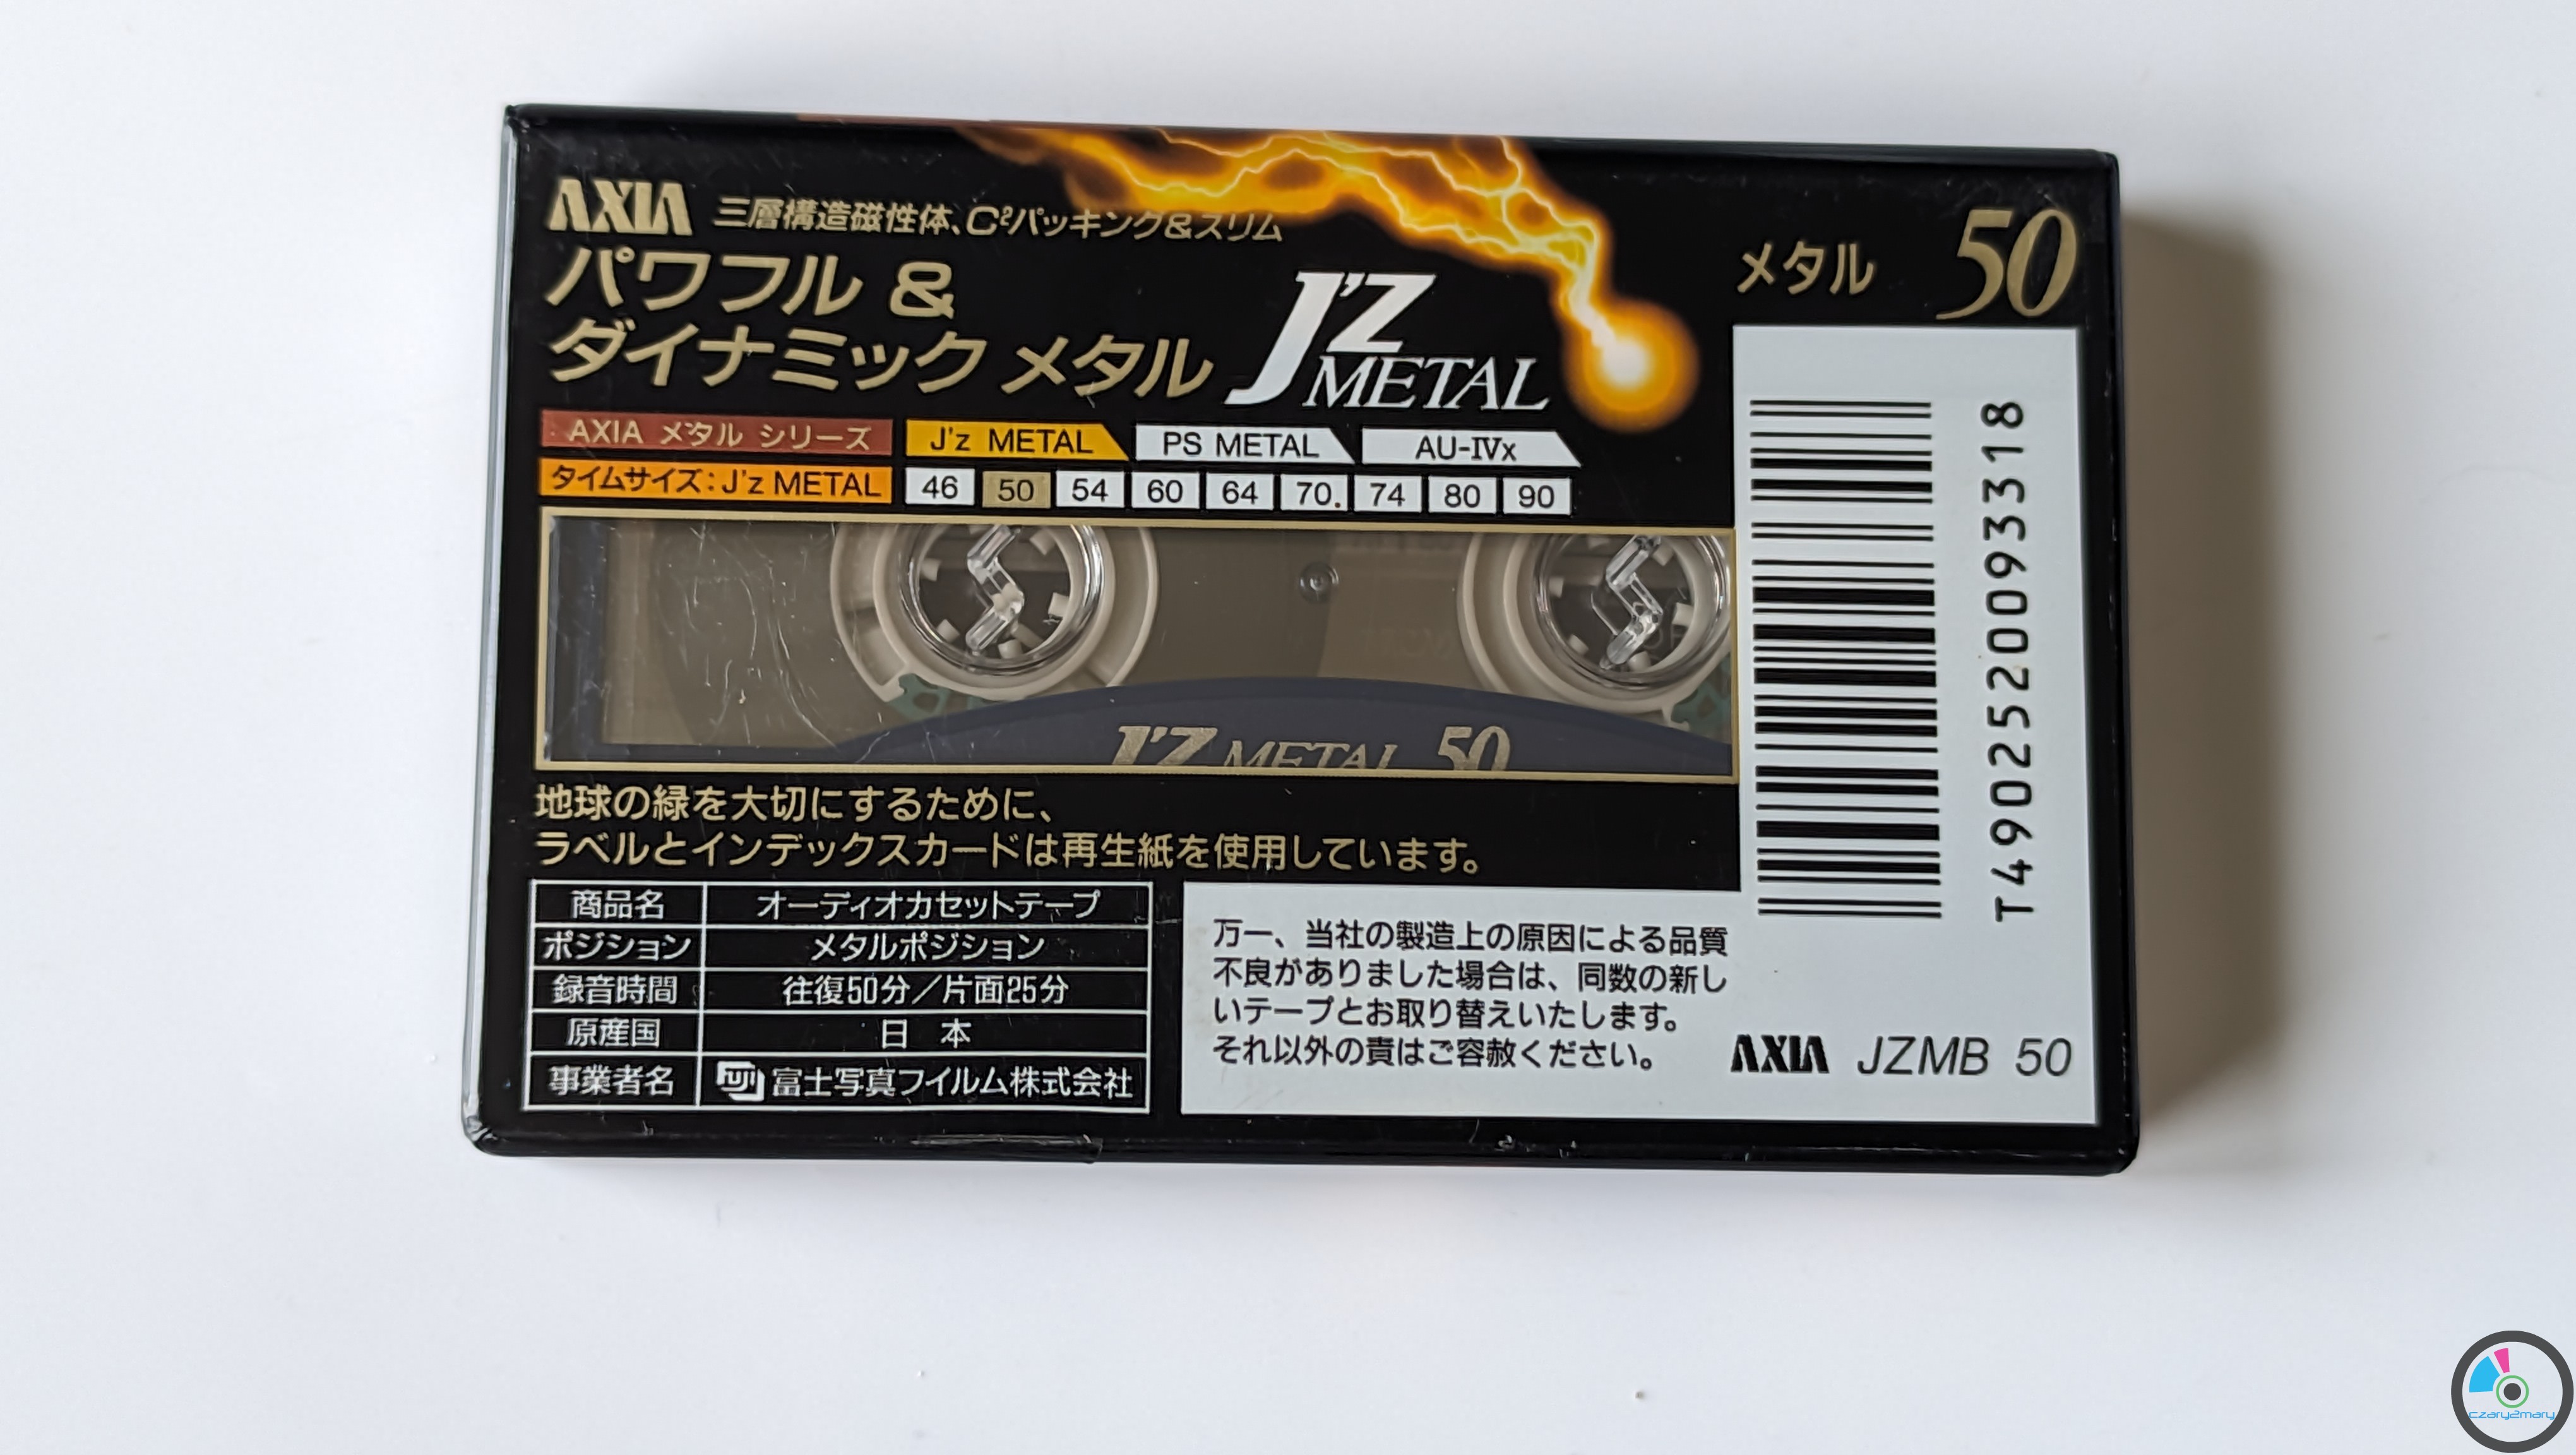 AXIA 三層構造磁性体、C²パッキング&スリム
パワフル &
ダイナミック メタル
J'Z METAL
メタル 50
AXIA メタル シリーズ J'z METAL PS METAL AU-IVx
タイムサイズ：J'z METAL 46 50 54 60 64 70 74 80 90
J'Z METAL 50
地球の緑を大切にするために、
ラベルとインデックスカードは再生紙を使用しています。
商品名 オーディオカセットテープ
ポジション メタルポジション
録音時間 往復50分／片面25分
原産国 日 本
事業者名 FUJI 富士写真フイルム株式会社
万一、当社の製造上の原因による品質
不良がありました場合は、同数の新し
いテープとお取り替えいたします。
それ以外の責はご容赦ください。
AXIA JZMB 50
T4902520093318
czary2mary